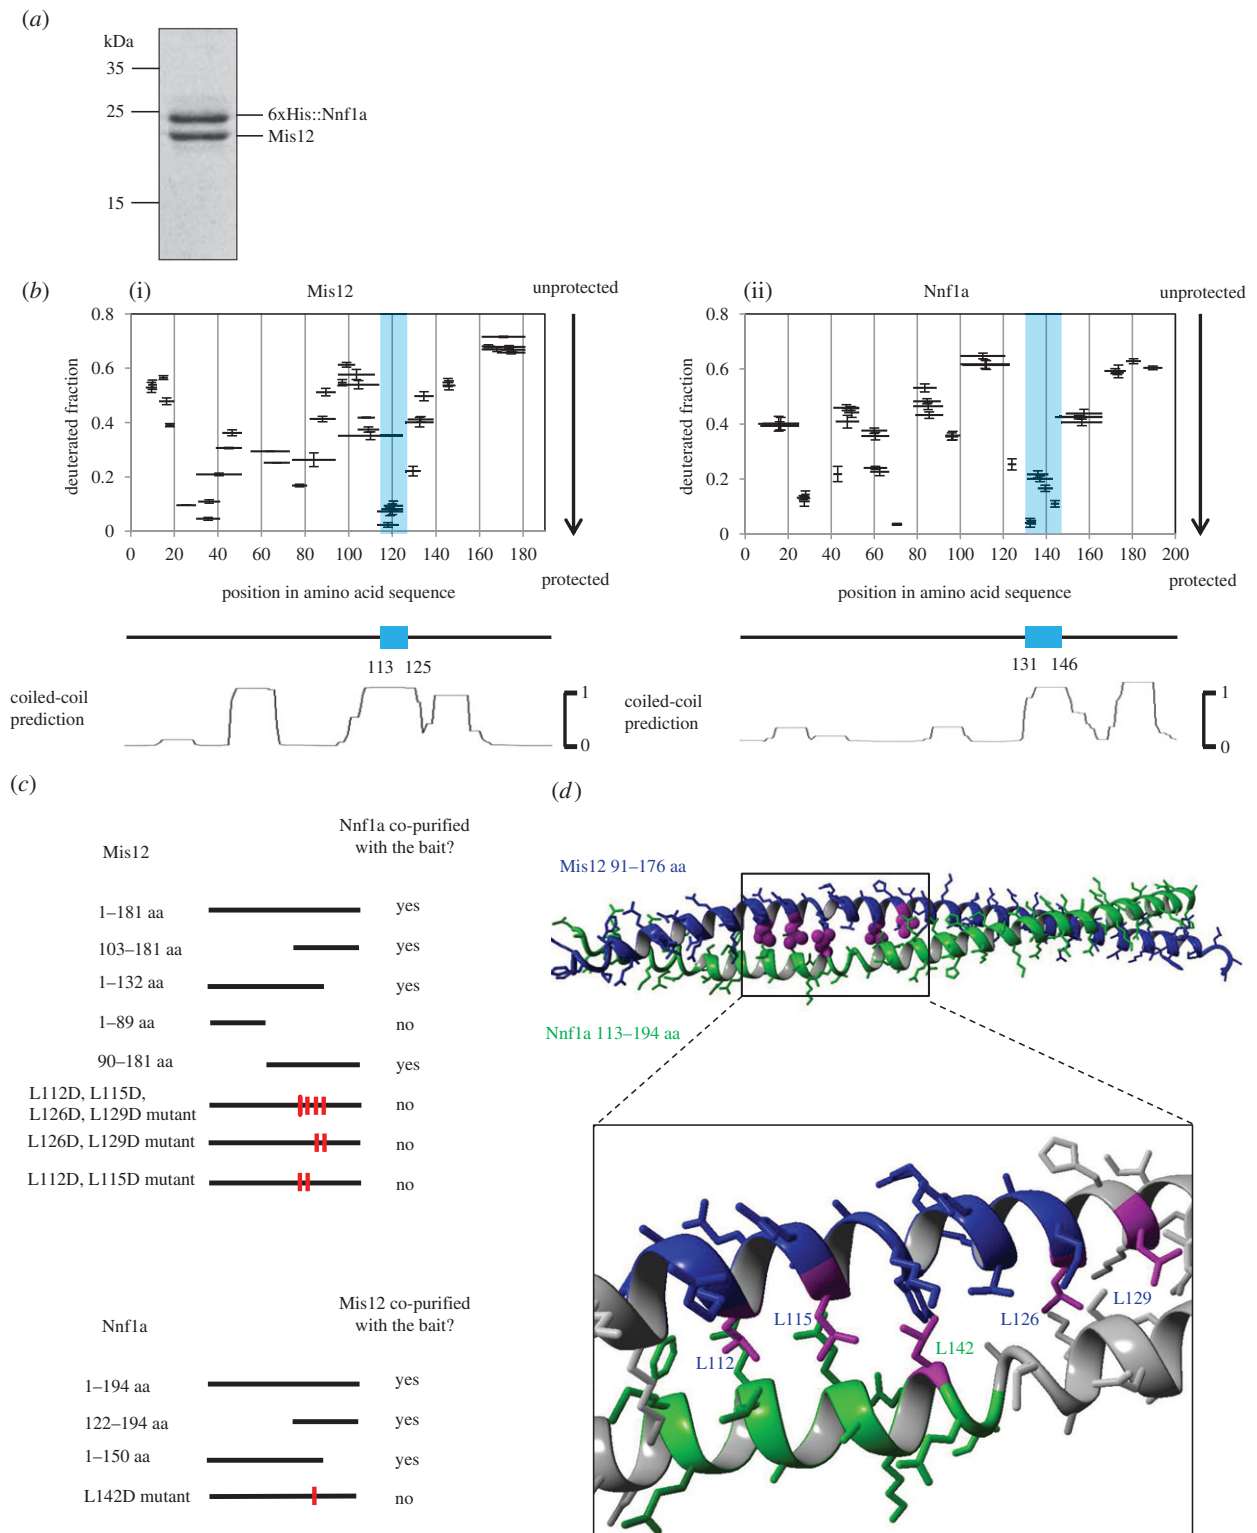 (a)
kDa
35
25
15
6xHis::Nnf1a
Mis12
(b)
(i)
Mis12
unprotected
0.8
0.6
0.4
0.2
0
deuterated fraction
0 20 40 60 80 100 120 140 160 180
position in amino acid sequence
protected
113 125
coiled-coil
prediction
1
0
(ii)
Nnf1a
unprotected
0.8
0.6
0.4
0.2
0
deuterated fraction
0 20 40 60 80 100 120 140 160 180 200
position in amino acid sequence
protected
131 146
coiled-coil
prediction
1
0
(c)
Mis12
Nnf1a co-purified
with the bait?
1–181 aa yes
103–181 aa yes
1–132 aa yes
1–89 aa no
90–181 aa yes
L112D, L115D,
L126D, L129D mutant no
L126D, L129D mutant no
L112D, L115D mutant no
Nnf1a
Mis12 co-purified
with the bait?
1–194 aa yes
122–194 aa yes
1–150 aa yes
L142D mutant no
(d)
Mis12 91–176 aa
Nnf1a 113–194 aa
L112
L115
L142
L126
L129